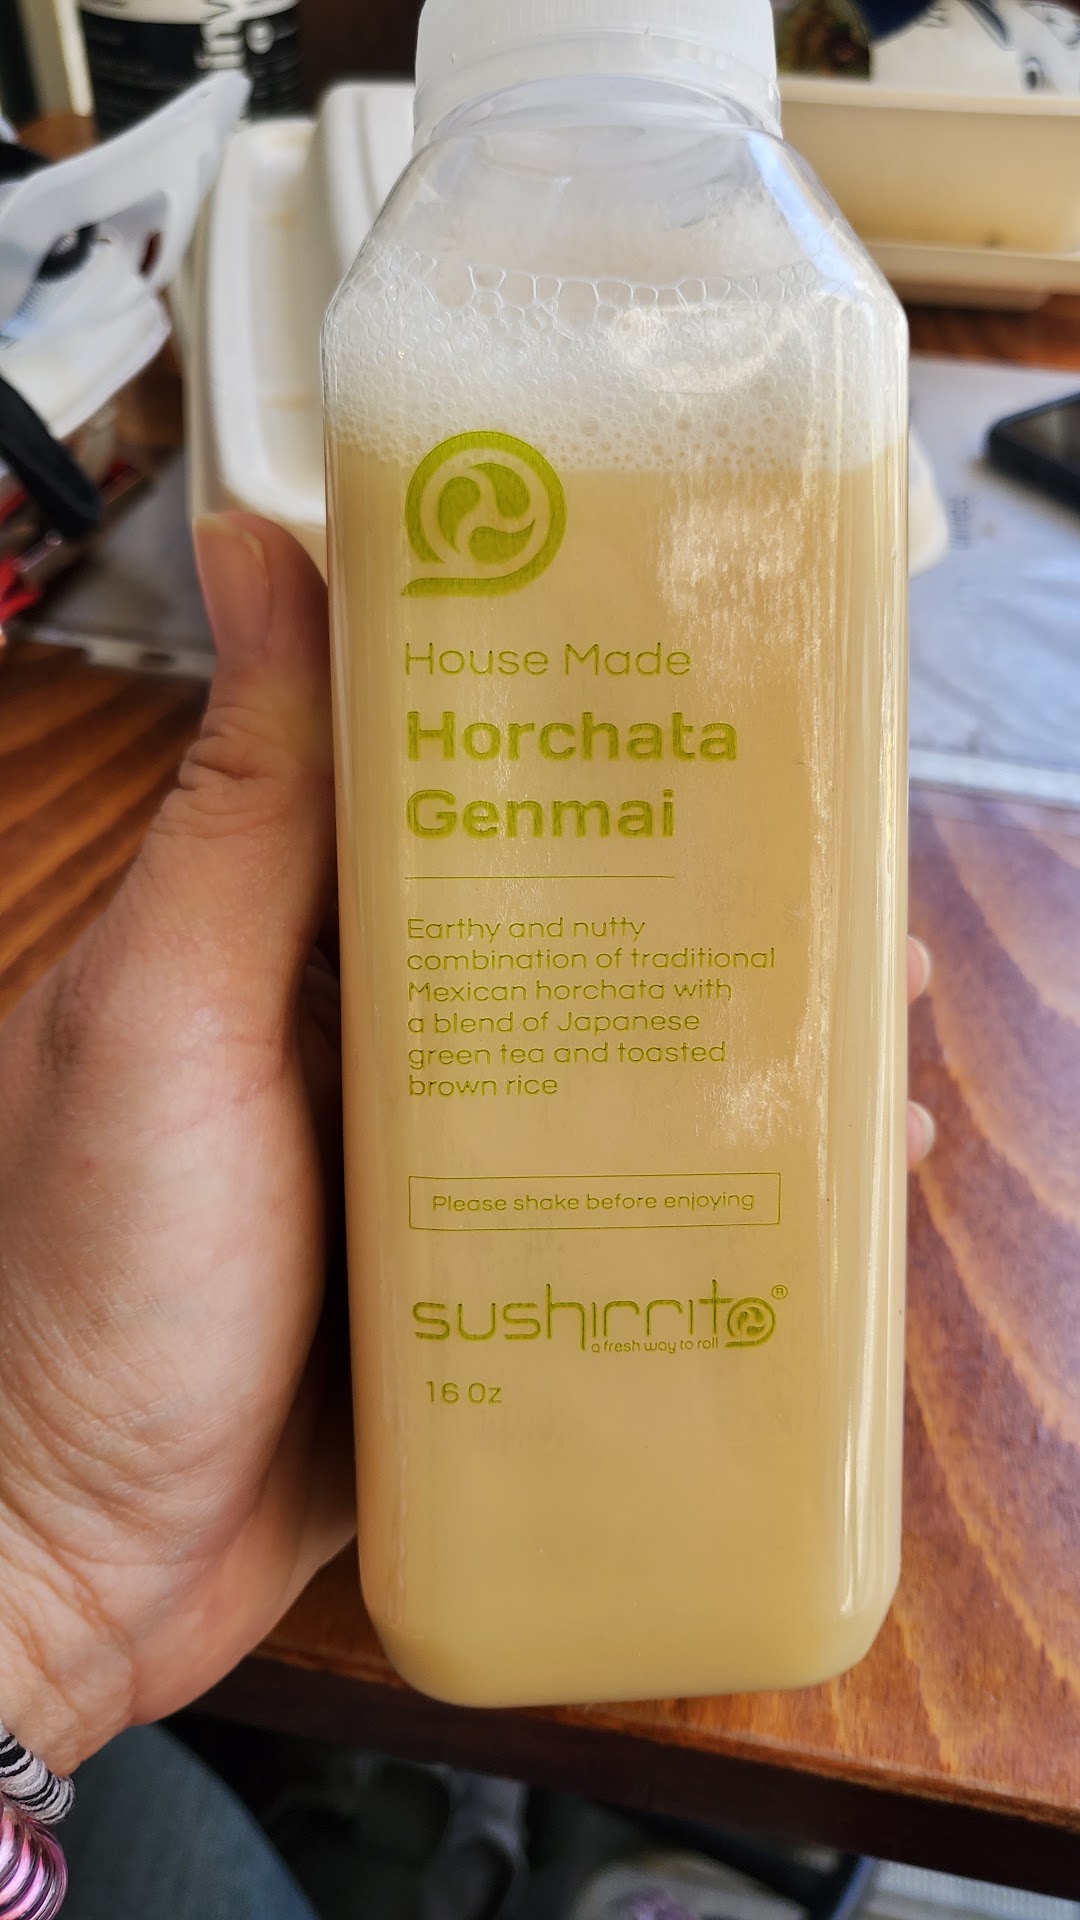 House Made
Horchata
Genmai
Earthy and nutty
combination of traditional
Mexican horchata with
a blend of Japanese
green tea and toasted
brown rice
Please shake before enjoying
sushirrito®
a fresh way to roll
16 Oz